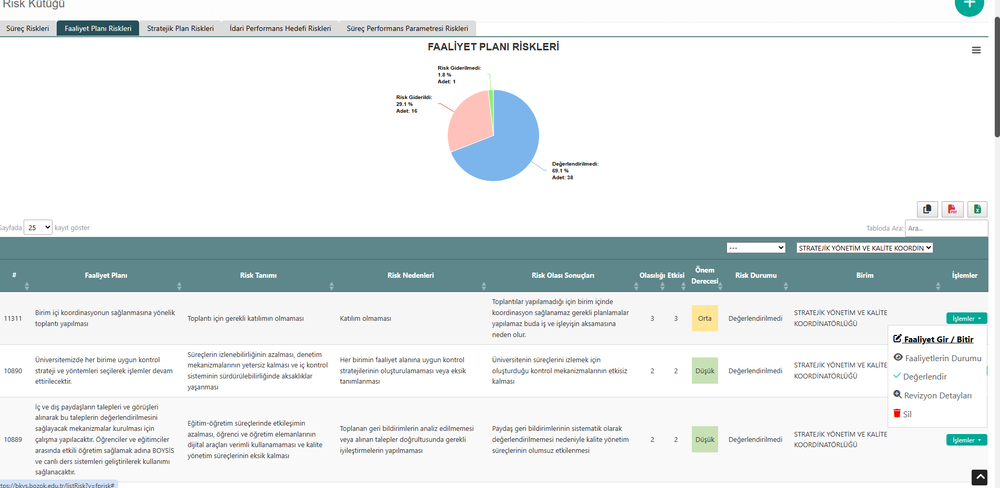 Risk Kütüğü
Süreç Riskleri
Faaliyet Planı Riskleri
Stratejik Plan Riskleri
İdari Performans Hedefi Riskleri
Süreç Performans Parametresi Riskleri
FAALİYET PLANI RİSKLERİ
Risk Giderilmedi:
1.8 %
Adet: 1
Risk Giderildi:
29.1 %
Adet: 16
Değerlendirilmedi:
69.1 %
Adet: 38
PDF
Sayfada 25 kayıt göster
Tabloda Ara: Ara...
---
STRATEJİK YÖNETİM VE KALİTE KOORDİN.
#
Faaliyet Planı
Risk Tanımı
Risk Nedenleri
Risk Olası Sonuçları
Olasılığı
Etkisi
Önem
Derecesi
Risk Durumu
Birim
İşlemler
11311
Birim içi koordinasyonun sağlanmasına yönelik
toplantı yapılması
Toplantı için gerekli katılımın olmaması
Katılım olmaması
Toplantılar yapılamadığı için birim içinde
koordinasyon sağlanamaz gerekli planlamalar
yapılamaz buda iş ve işleyişin aksamasına
neden olur.
3
3
Orta
Değerlendirilmedi
STRATEJİK YÖNETİM VE KALİTE
KOORDİNATÖRLÜĞÜ
İşlemler
Faaliyet Gir / Bitir
Faaliyetlerin Durumu
Değerlendir
Revizyon Detayları
Sil
10890
Üniversitemizde her birime uygun kontrol
strateji ve yöntemleri seçilerek işlemler devam
ettirilecektir.
Süreçlerin izlenebilirliğinin azalması, denetim
mekanizmalarının yetersiz kalması ve iç kontrol
sisteminin sürdürülebilirliğinde aksaklıklar
yaşanması
Her birimin faaliyet alanına uygun kontrol
stratejilerinin oluşturulamaması veya eksik
tanımlanması
Üniversitenin süreçlerini izlemek için
oluşturduğu kontrol mekanizmalarının etkisiz
kalması
2
2
Düşük
Değerlendirilmedi
STRATEJİK YÖNETİM VE KALİTE
KOORDİNATÖRLÜĞÜ
10889
İç ve dış paydaşların talepleri ve görüşleri
alınarak bu taleplerin değerlendirilmesini
sağlayacak mekanizmalar kurulması için
çalışma yapılacaktır. Öğrenciler ve eğitimciler
arasında etkili öğretim sağlamak adına BOYSİS
ve canlı ders sistemleri geliştirilerek kullanımı
sağlanacaktır.
Eğitim-öğretim süreçlerinde etkileşimin
azalması, öğrenci ve öğretim elemanlarının
dijital araçları verimli kullanamaması ve kalite
yönetim süreçlerinin eksik kalması
Toplanan geri bildirimlerin analiz edilmemesi
veya alınan talepler doğrultusunda gerekli
iyileştirmelerin yapılmaması
Paydaş geri bildirimlerinin sistematik olarak
değerlendirilmemesi nedeniyle kalite yönetim
süreçlerinin olumsuz etkilenmesi
2
2
Düşük
Değerlendirilmedi
STRATEJİK YÖNETİM VE KALİTE
KOORDİNATÖRLÜĞÜ
İşlemler
ttps://bkys.bozok.edu.tr/listRisk?v=fprisk#